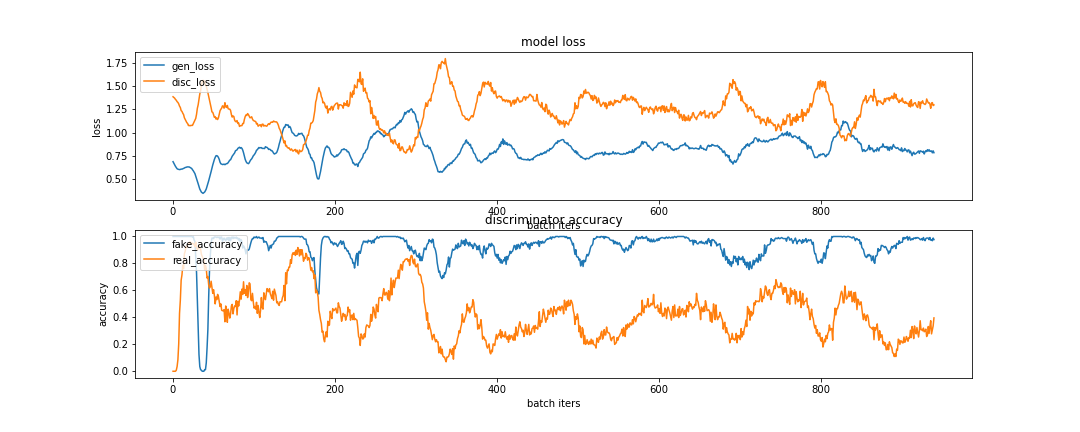 model loss
1.75
1.50
1.25
1.00
0.75
0.50
loss
gen_loss
disc_loss
0
200
400
600
800
batch iters
discriminator accuracy
1.0
0.8
0.6
0.4
0.2
0.0
accuracy
fake_accuracy
real_accuracy
0
200
400
600
800
batch iters